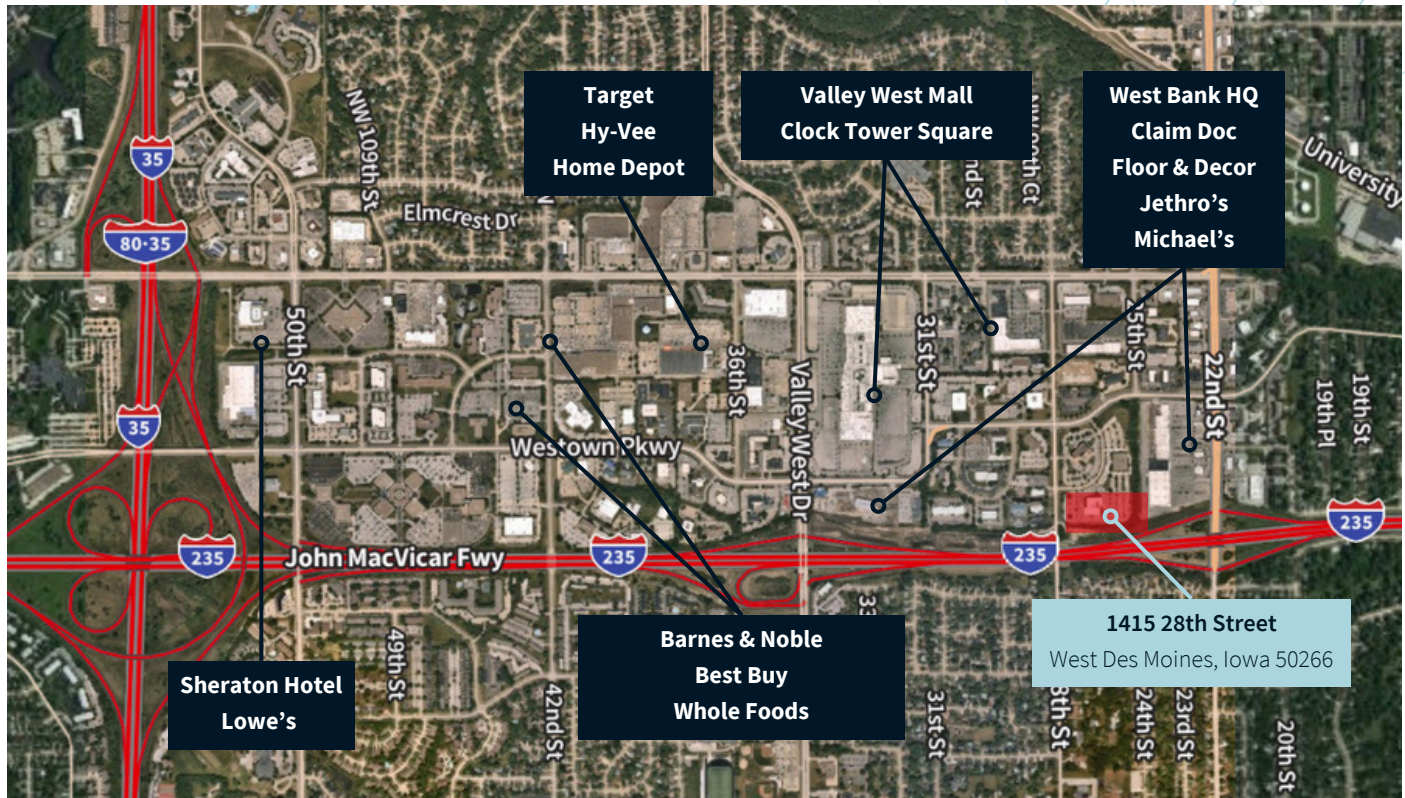 35
NW 109th St
Elmcrest Dr
80·35
Target
Hy-Vee
Home Depot
Valley West Mall
Clock Tower Square
West Bank HQ
Claim Doc
Floor & Decor
Jethro's
Michael's
University
50th St
36th St
Valley West Dr
31st St
22nd St
19th Pl
19th St
35
Westown Pkwy
235
John MacVicar Fwy
235
235
235
1415 28th Street
West Des Moines, Iowa 50266
Barnes & Noble
Best Buy
Whole Foods
Sheraton Hotel
Lowe's
49th St
42nd St
31st St
24th St
23rd St
20th St